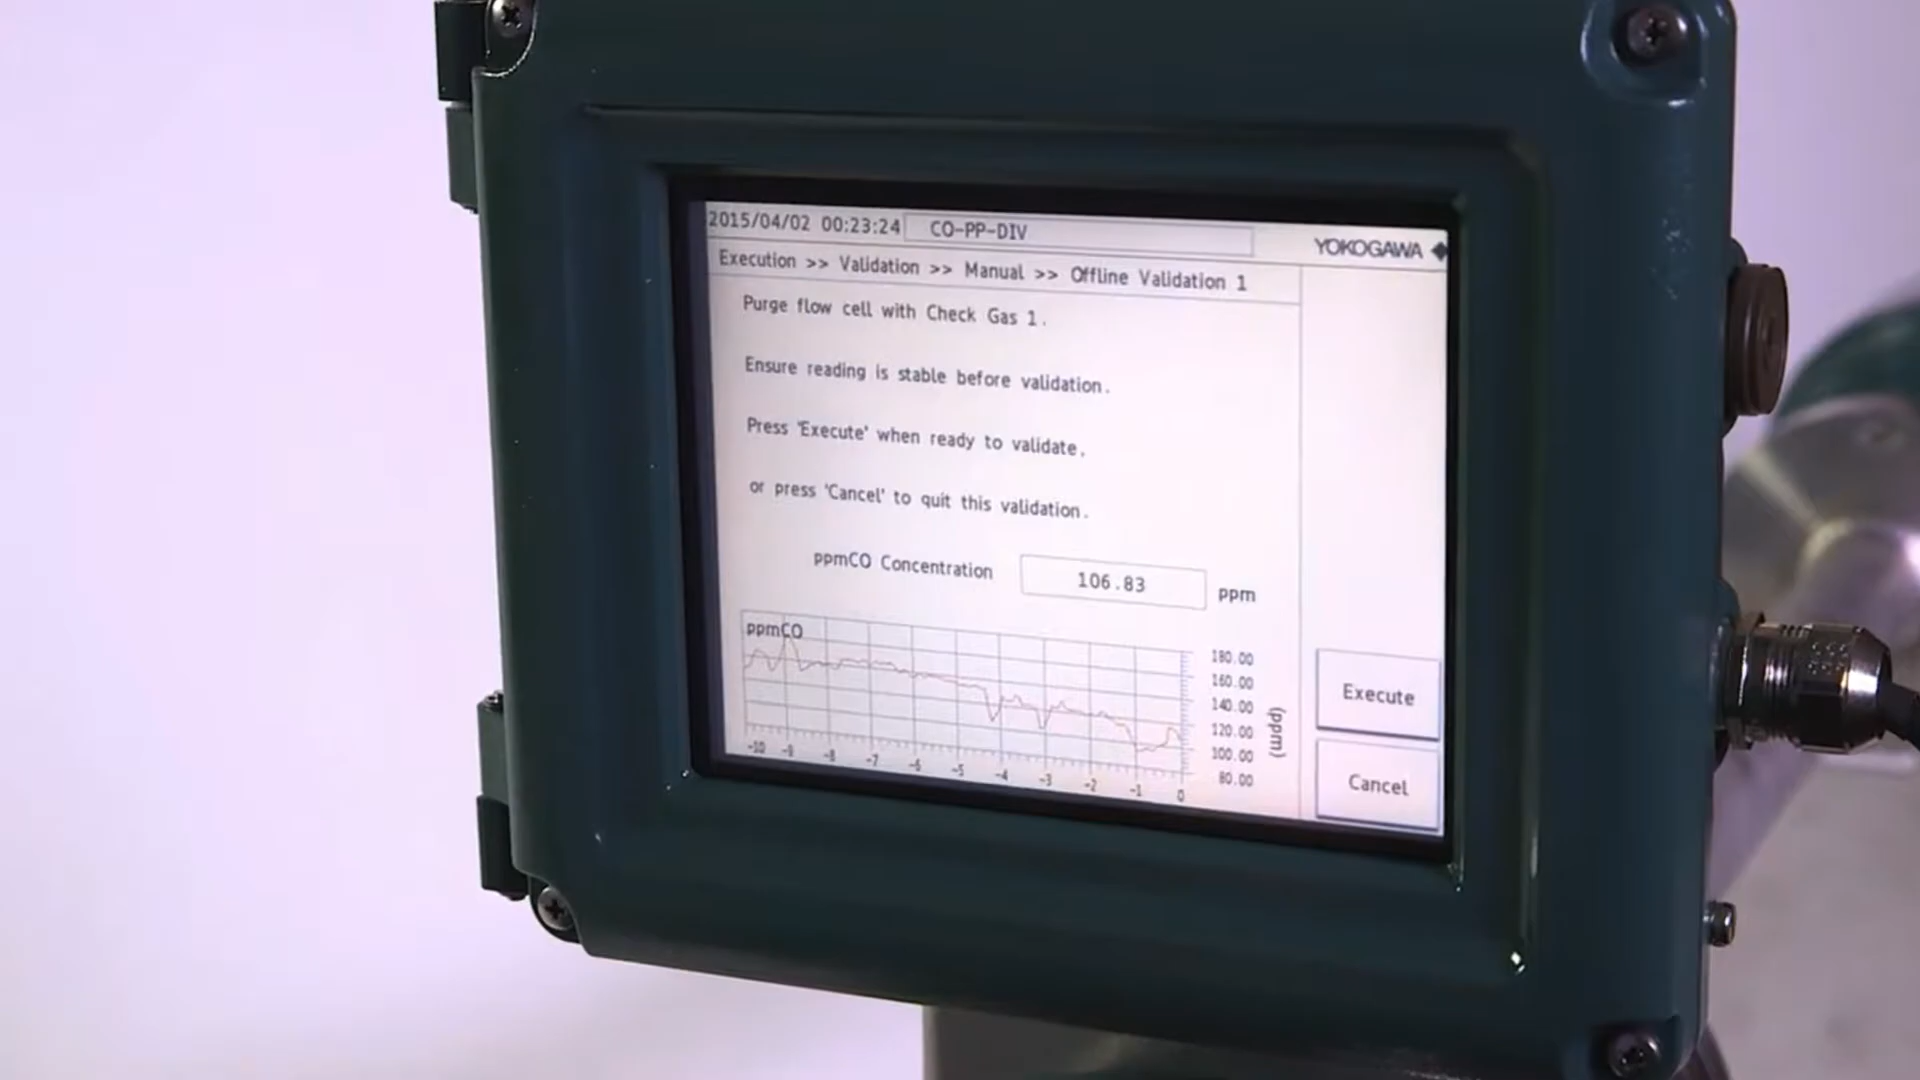 2015/04/02 00:23:24 CO-PP-DIV YOKOGAWA
Execution >> Validation >> Manual >> Offline Validation 1
Purge flow cell with Check Gas 1.
Ensure reading is stable before validation.
Press 'Execute' when ready to validate,
or press 'Cancel' to quit this validation.
ppmCO Concentration 106.83 ppm
ppmCO
180.00
160.00
140.00
120.00
100.00
80.00
(ppm)
-10 -9 -8 -7 -6 -5 -4 -3 -2 -1 0
Execute
Cancel